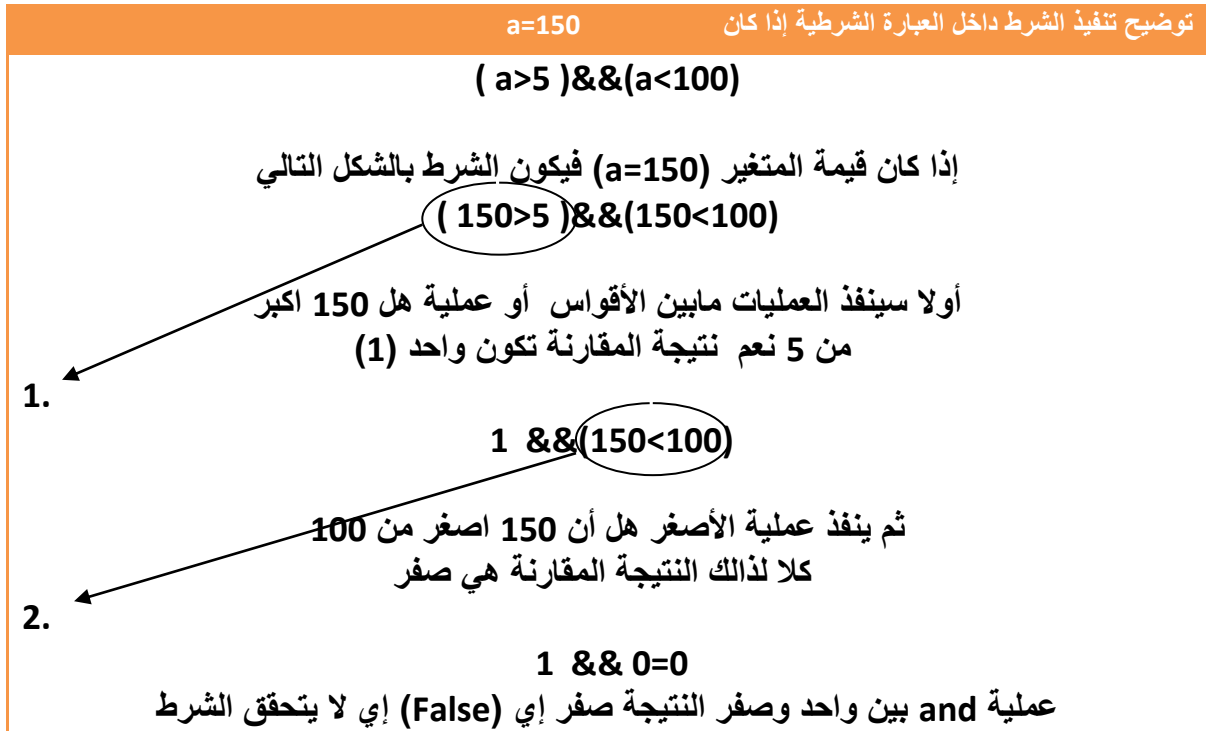 توضيح تنفيذ الشرط داخل العبارة الشرطية إذا كان a=150
( a>5 )&&(a<100)
إذا كان قيمة المتغير (a=150) فيكون الشرط بالشكل التالي
( 150>5 )&&(150<100)
أولا سينفذ العمليات مابين الأقواس أو عملية هل 150 اكبر
من 5 نعم نتيجة المقارنة تكون واحد (1)
1.
1 &&(150<100)
ثم ينفذ عملية الأصغر هل أن 150 اصغر من 100
كلا لذالك النتيجة المقارنة هي صفر
2.
1 && 0=0
عملية and بين واحد وصفر النتيجة صفر إي (False) إي لا يتحقق الشرط